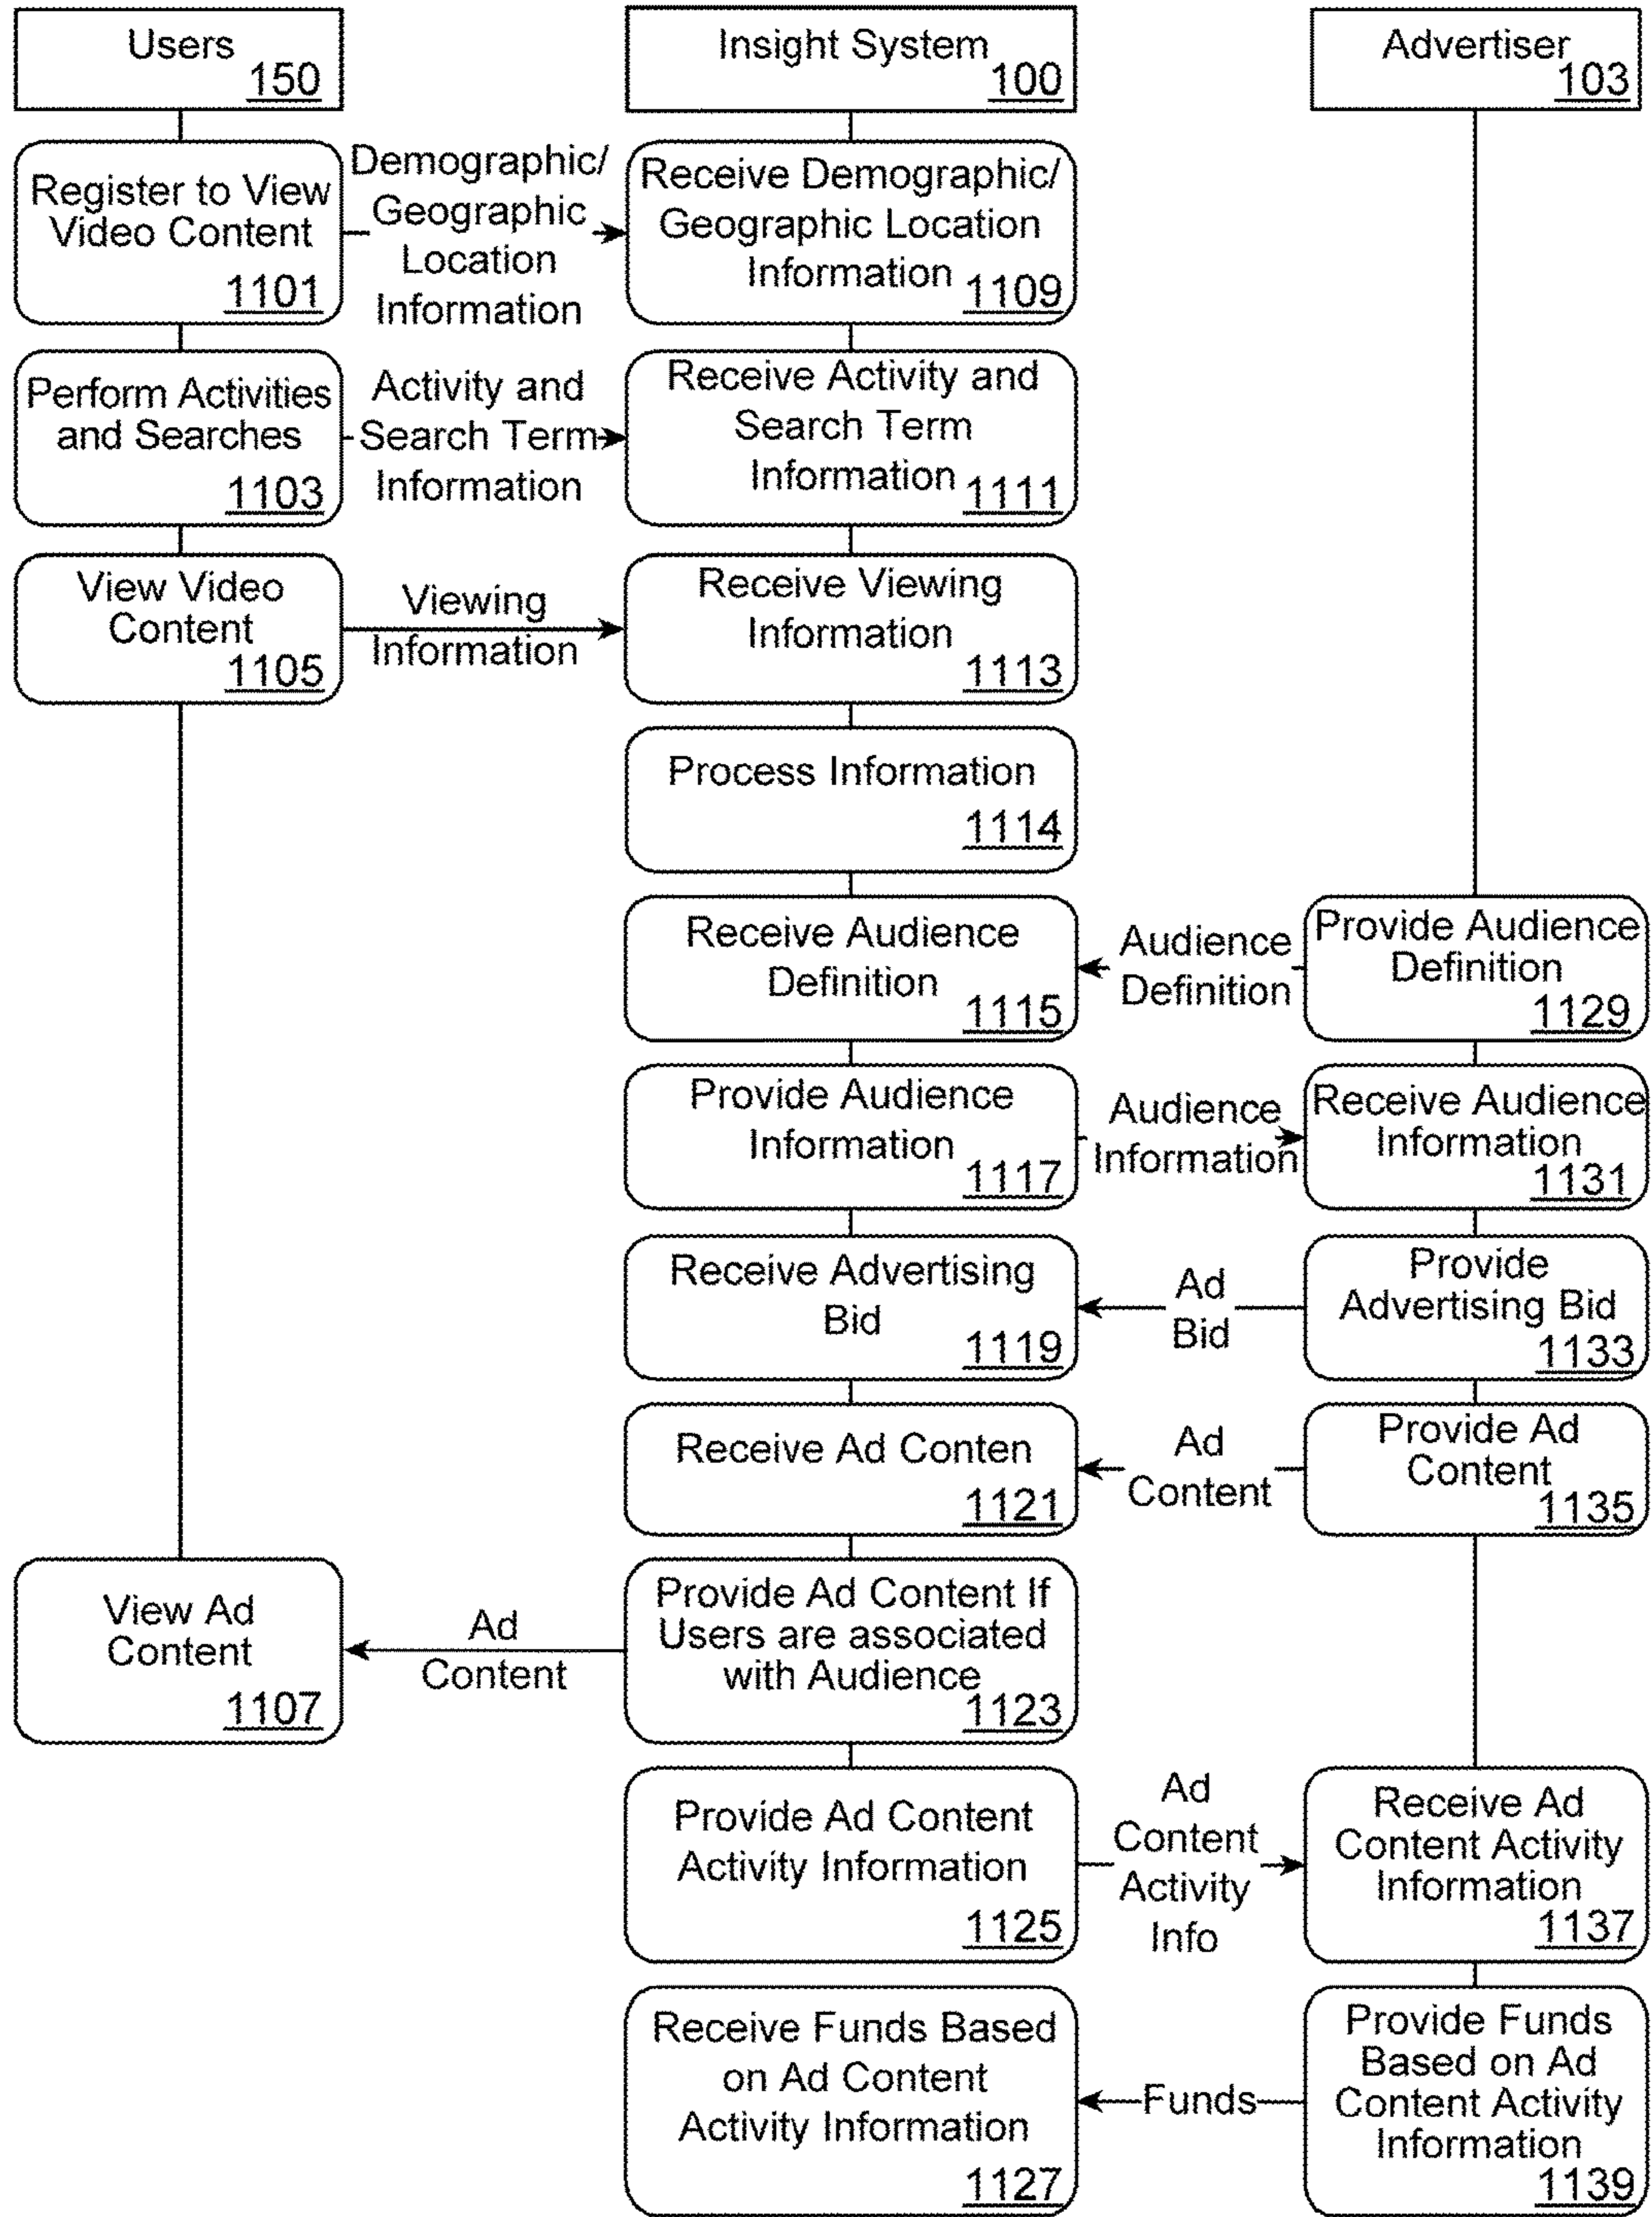 Users
150
Insight System
100
Advertiser
103
Register to View
Video Content
1101
Demographic/
Geographic
Location
Information
Receive Demographic/
Geographic Location
Information
1109
Perform Activities
and Searches
1103
Activity and
Search Term
Information
Receive Activity and
Search Term
Information
1111
View Video
Content
1105
Viewing
Information
Receive Viewing
Information
1113
Process Information
1114
Receive Audience
Definition
1115
Audience
Definition
Provide Audience
Definition
1129
Provide Audience
Information
1117
Audience
Information
Receive Audience
Information
1131
Receive Advertising
Bid
1119
Ad
Bid
Provide
Advertising Bid
1133
Receive Ad Conten
1121
Ad
Content
Provide Ad
Content
1135
View Ad
Content
1107
Ad
Content
Provide Ad Content If
Users are associated
with Audience
1123
Provide Ad Content
Activity Information
1125
Ad
Content
Activity
Info
Receive Ad
Content Activity
Information
1137
Receive Funds Based
on Ad Content
Activity Information
1127
Funds
Provide Funds
Based on Ad
Content Activity
Information
1139